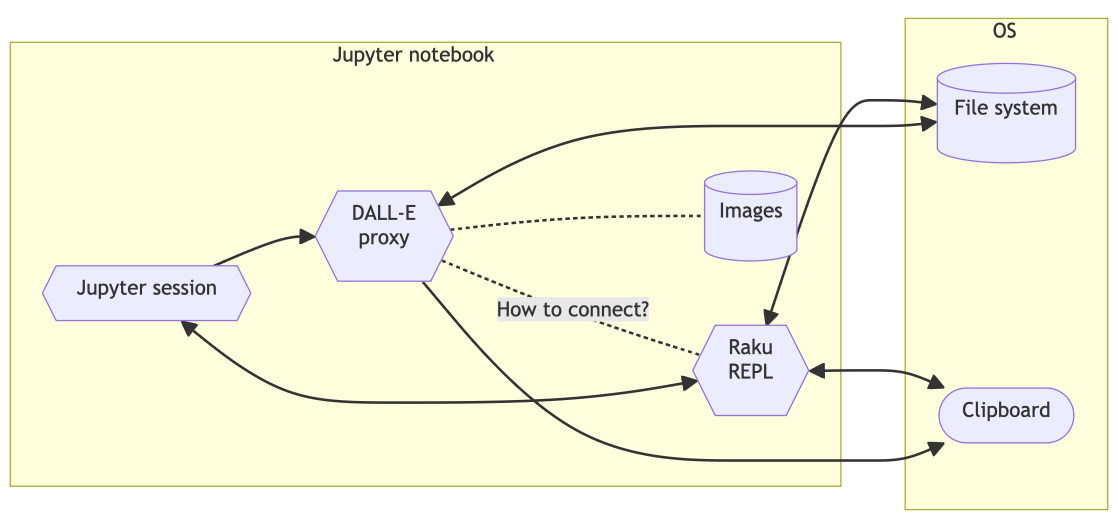 Jupyter notebook
OS
File system
DALL-E
proxy
Images
Jupyter session
How to connect?
Raku
REPL
Clipboard